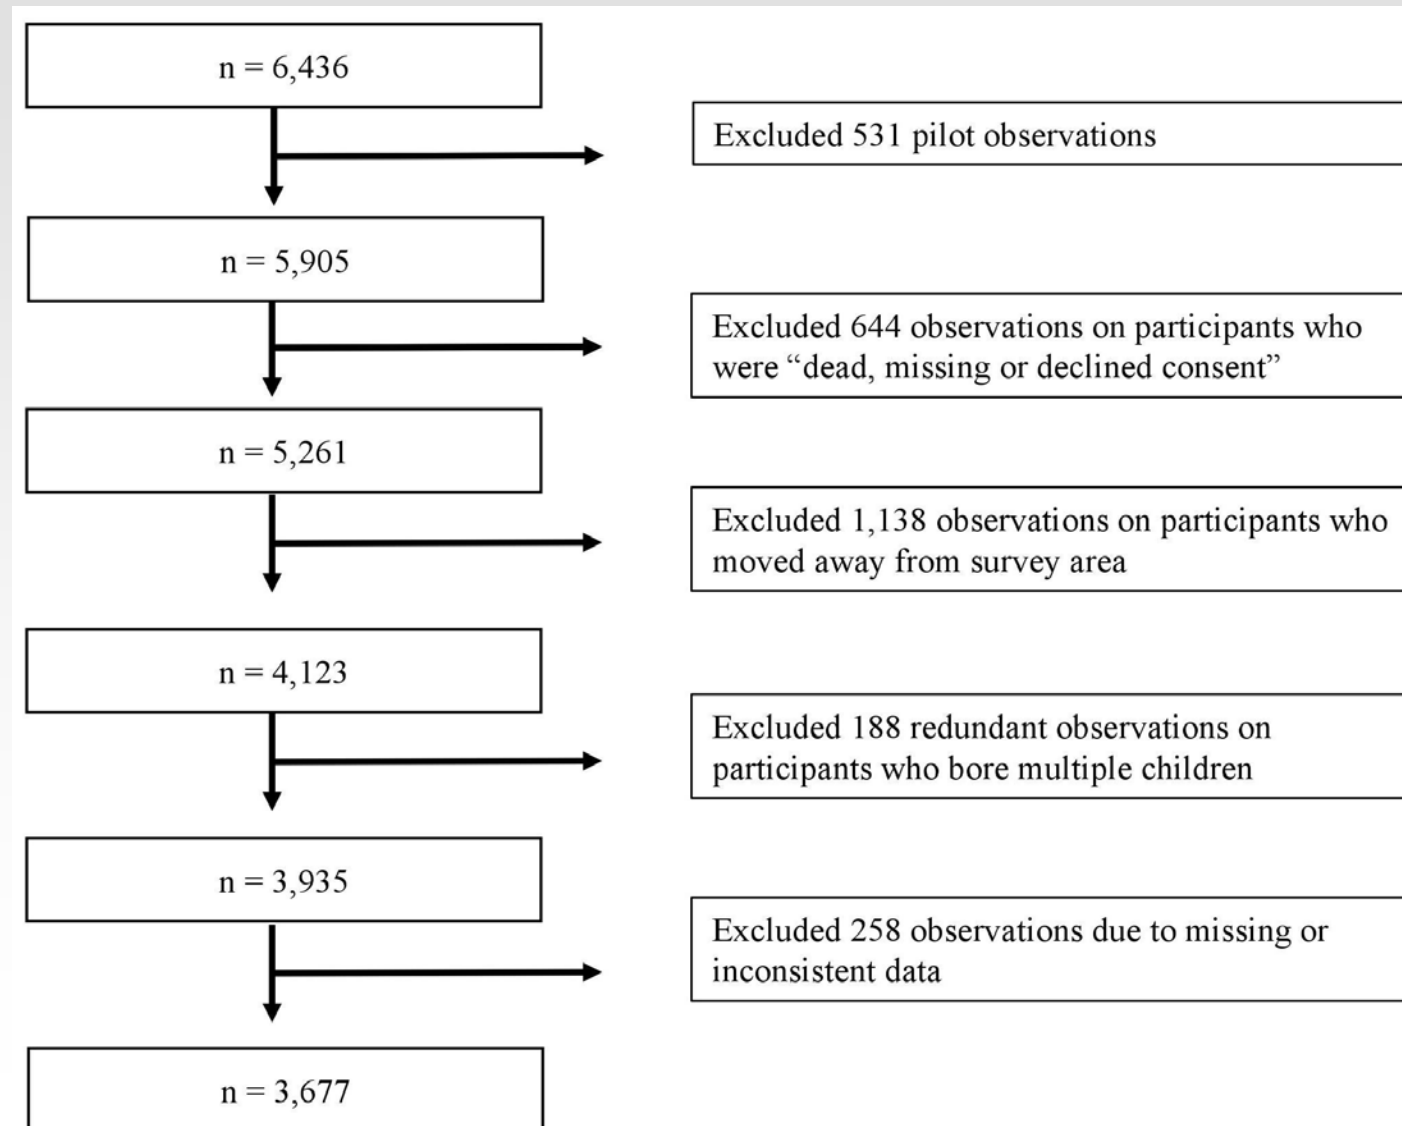 n = 6,436
Excluded 531 pilot observations
n = 5,905
Excluded 644 observations on participants who
were “dead, missing or declined consent”
n = 5,261
Excluded 1,138 observations on participants who
moved away from survey area
n = 4,123
Excluded 188 redundant observations on
participants who bore multiple children
n = 3,935
Excluded 258 observations due to missing or
inconsistent data
n = 3,677